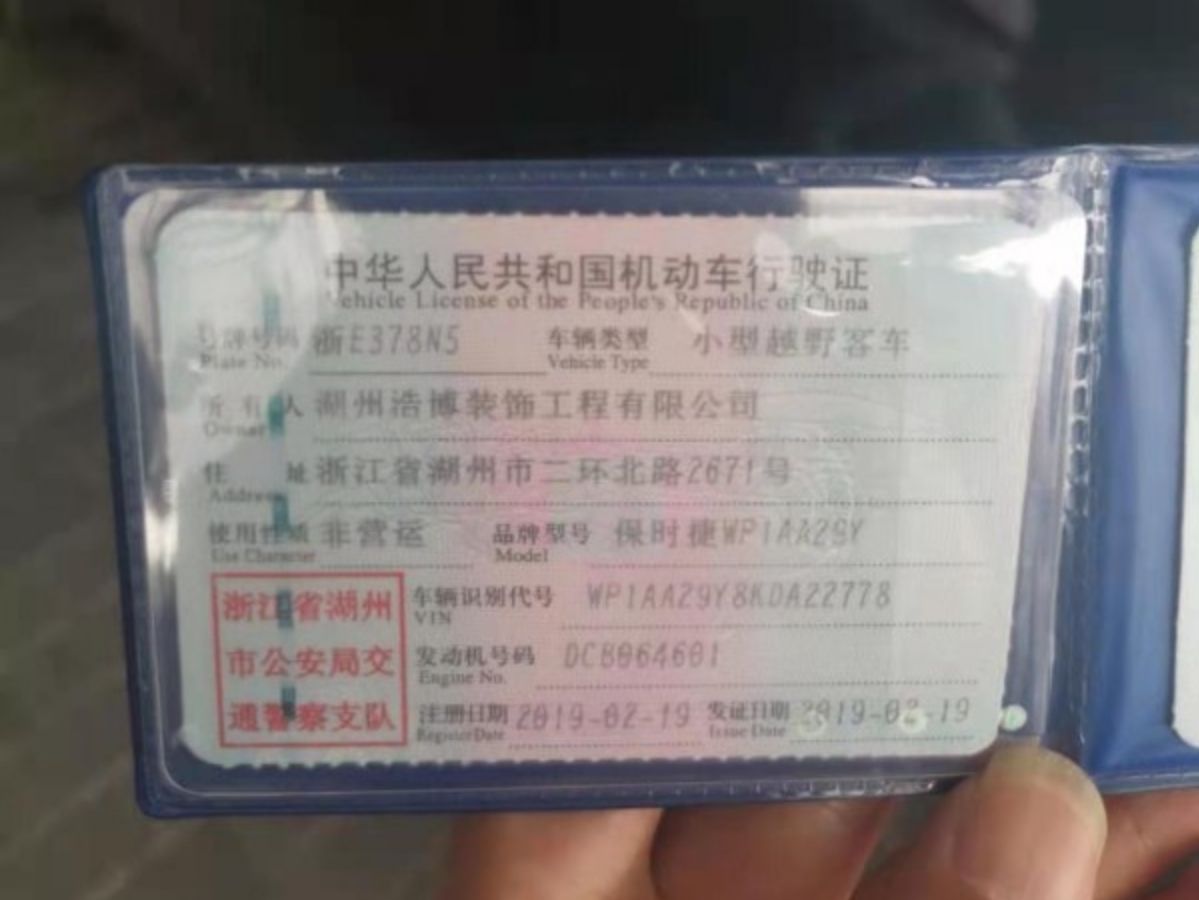 中华人民共和国机动车行驶证
Vehicle License of the People's Republic of China
号牌号码 浙E378N5 车辆类型 小型越野客车
Plate No. Vehicle Type
所有人 湖州浩博装饰工程有限公司
Owner
住址 浙江省湖州市二环北路2671号
Address
使用性质 非营运 品牌型号 保时捷WP1AA29Y
Use Character Model
浙江省湖州
市公安局交
通警察支队
车辆识别代号 WP1AA29Y8KDA22778
VIN
发动机号码 DCB064601
Engine No.
注册日期 2019-02-19 发证日期 2019-02-19
Register Date Issue Date